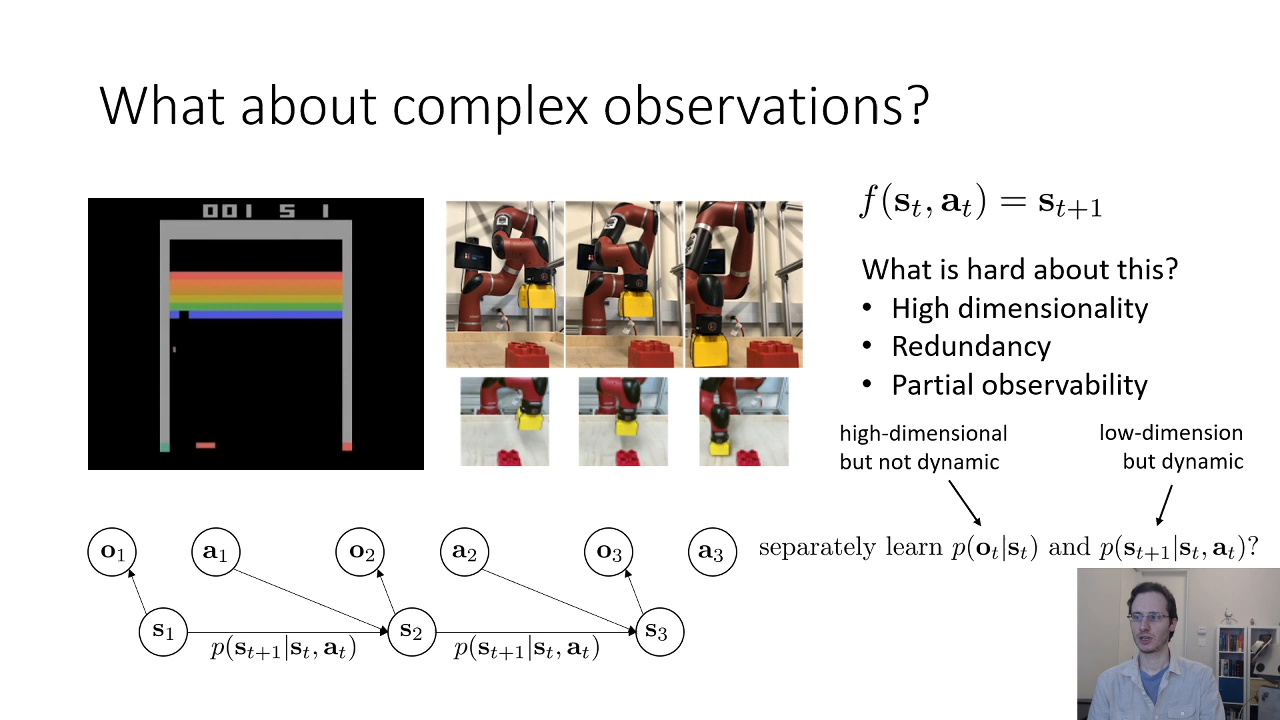 What about complex observations?
001 5 1
f(s_t, a_t) = s_{t+1}
What is hard about this?
• High dimensionality
• Redundancy
• Partial observability
high-dimensional
but not dynamic
low-dimension
but dynamic
separately learn p(o_t|s_t) and p(s_{t+1}|s_t, a_t)?
o_1 a_1 o_2 a_2 o_3 a_3
s_1 s_2 s_3
p(s_{t+1}|s_t, a_t) p(s_{t+1}|s_t, a_t)